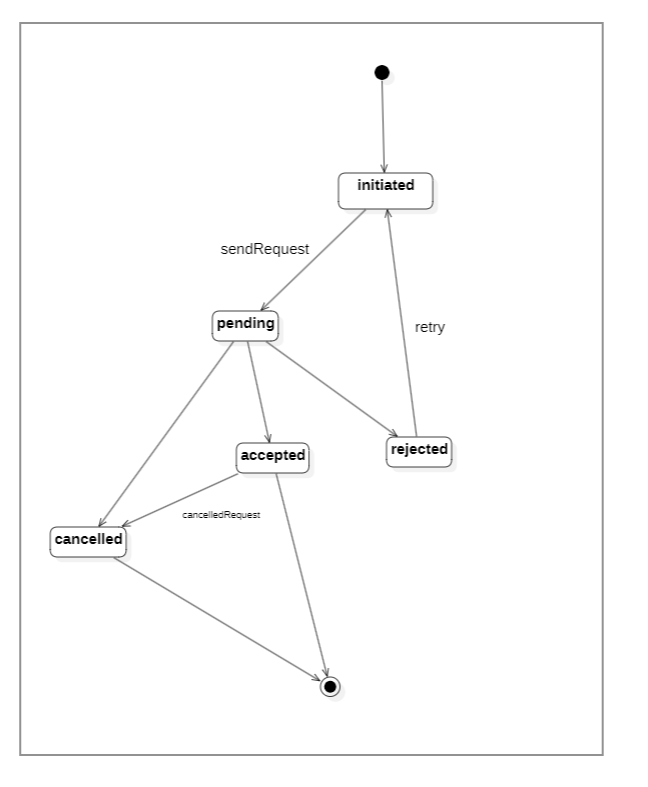 initiated
sendRequest
pending
retry
accepted
rejected
cancelledRequest
cancelled